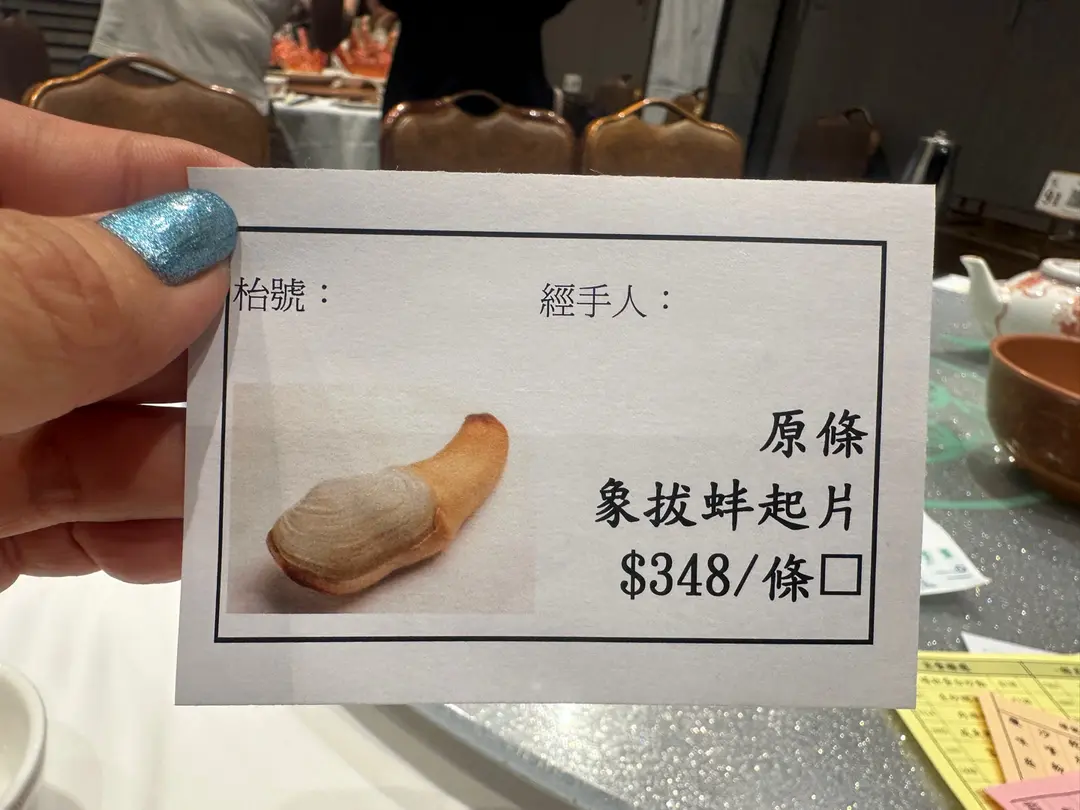 枱號：
經手人：
原條
象拔蚌起片
$348/條□